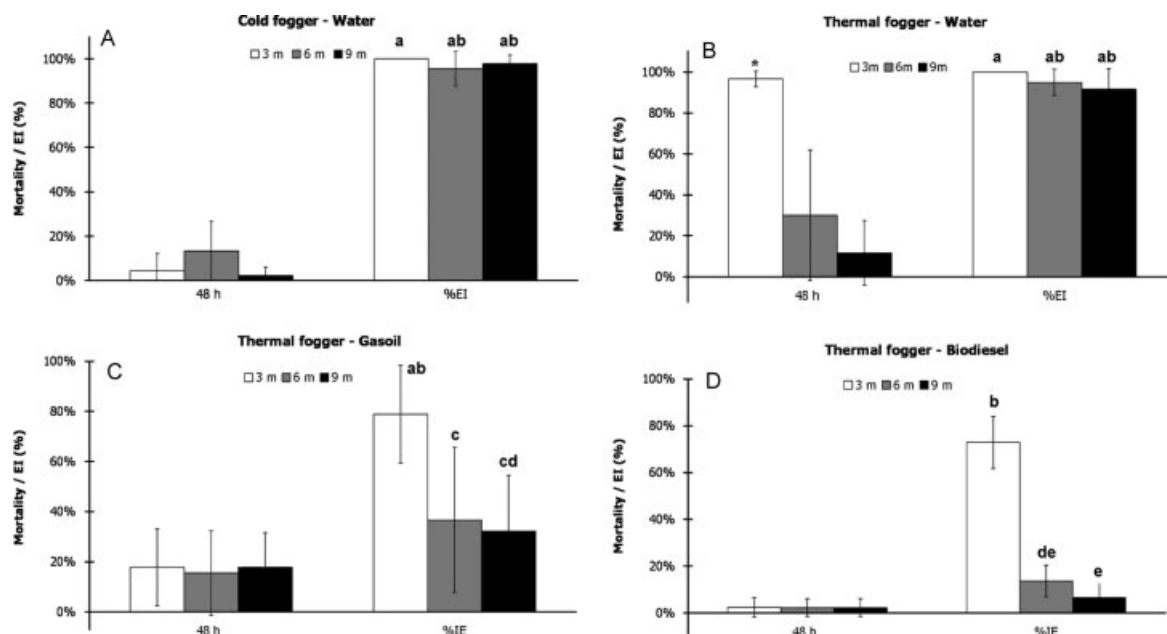 Cold fogger - Water
A
3 m 6 m 9 m
a ab ab
100%
80%
60%
40%
20%
0%
Mortality / EI (%)
48 h %EI
Thermal fogger - Water
B
3m 6m 9m
* a ab ab
100%
80%
60%
40%
20%
0%
Mortality / EI (%)
48 h %EI
Thermal fogger - Gasoil
C
3 m 6 m 9 m
ab
c
cd
100%
80%
60%
40%
20%
0%
Mortality / EI (%)
48 h %IE
Thermal fogger - Biodiesel
D
3 m 6 m 9 m
b
de
e
100%
80%
60%
40%
20%
0%
Mortality / EI (%)
48 h %IE